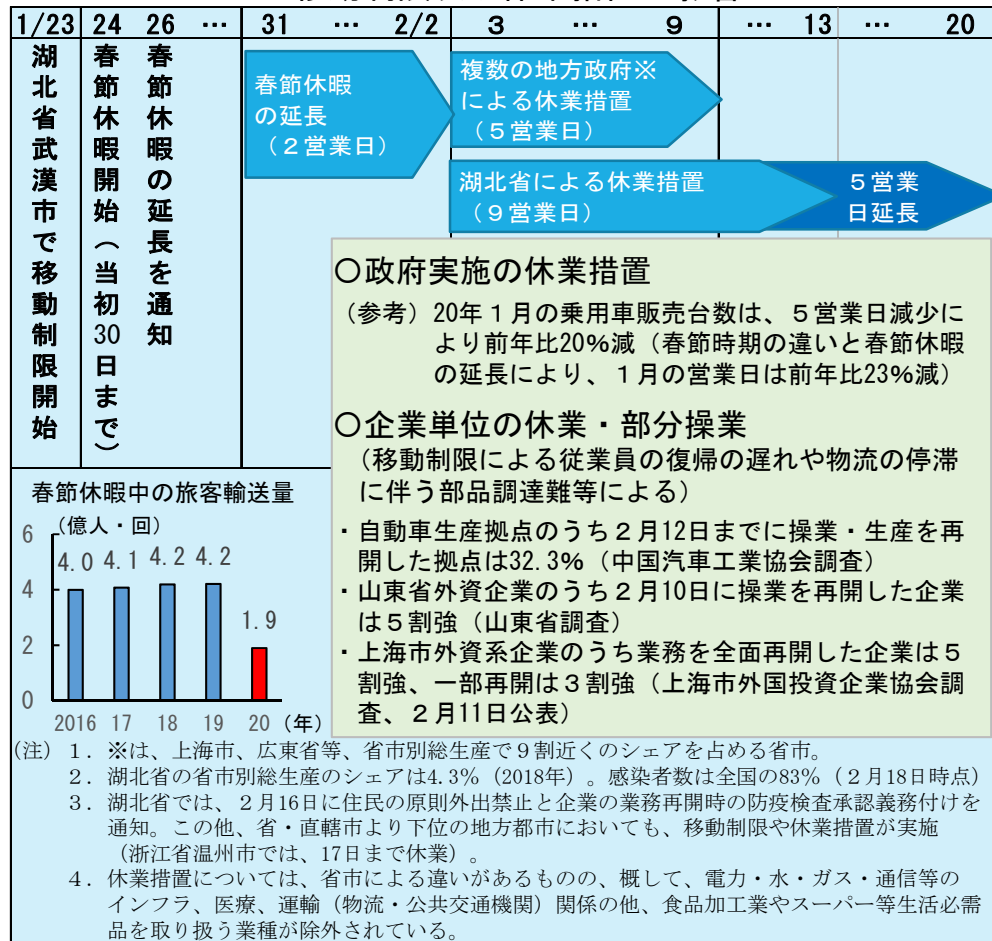 1/23 24 26 … 31 … 2/2 3 … 9 … 13 … 20
湖北省武漢市で移動制限開始
春節休暇開始(当初30日まで)
春節休暇の延長を通知
春節休暇
の延長
(2営業日)
複数の地方政府※
による休業措置
(5営業日)
湖北省による休業措置
(9営業日)
5営業
日延長
○政府実施の休業措置
(参考)20年1月の乗用車販売台数は、5営業日減少に
より前年比20%減(春節時期の違いと春節休暇
の延長により、1月の営業日は前年比23%減)
○企業単位の休業・部分操業
(移動制限による従業員の復帰の遅れや物流の停滞
に伴う部品調達難等による)
・自動車生産拠点のうち2月12日までに操業・生産を再
開した拠点は32.3%(中国汽車工業協会調査)
・山東省外資企業のうち2月10日に操業を再開した企業
は5割強(山東省調査)
・上海市外資系企業のうち業務を全面再開した企業は5
割強、一部再開は3割強(上海市外国投資企業協会調
査、2月11日公表)
春節休暇中の旅客輸送量
(億人・回)
6
4
2
0
4.0 4.1 4.2 4.2
1.9
2016 17 18 19 20 (年)
(注) 1.※は、上海市、広東省等、省市別総生産で9割近くのシェアを占める省市。
2.湖北省の省市別総生産のシェアは4.3%(2018年)。感染者数は全国の83%(2月18日時点)
3.湖北省では、2月16日に住民の原則外出禁止と企業の業務再開時の防疫検査承認義務付けを
通知。この他、省・直轄市より下位の地方都市においても、移動制限や休業措置が実施
(浙江省温州市では、17日まで休業)。
4.休業措置については、省市による違いがあるものの、概して、電力・水・ガス・通信等の
インフラ、医療、運輸(物流・公共交通機関)関係の他、食品加工業やスーパー等生活必需
品を取り扱う業種が除外されている。